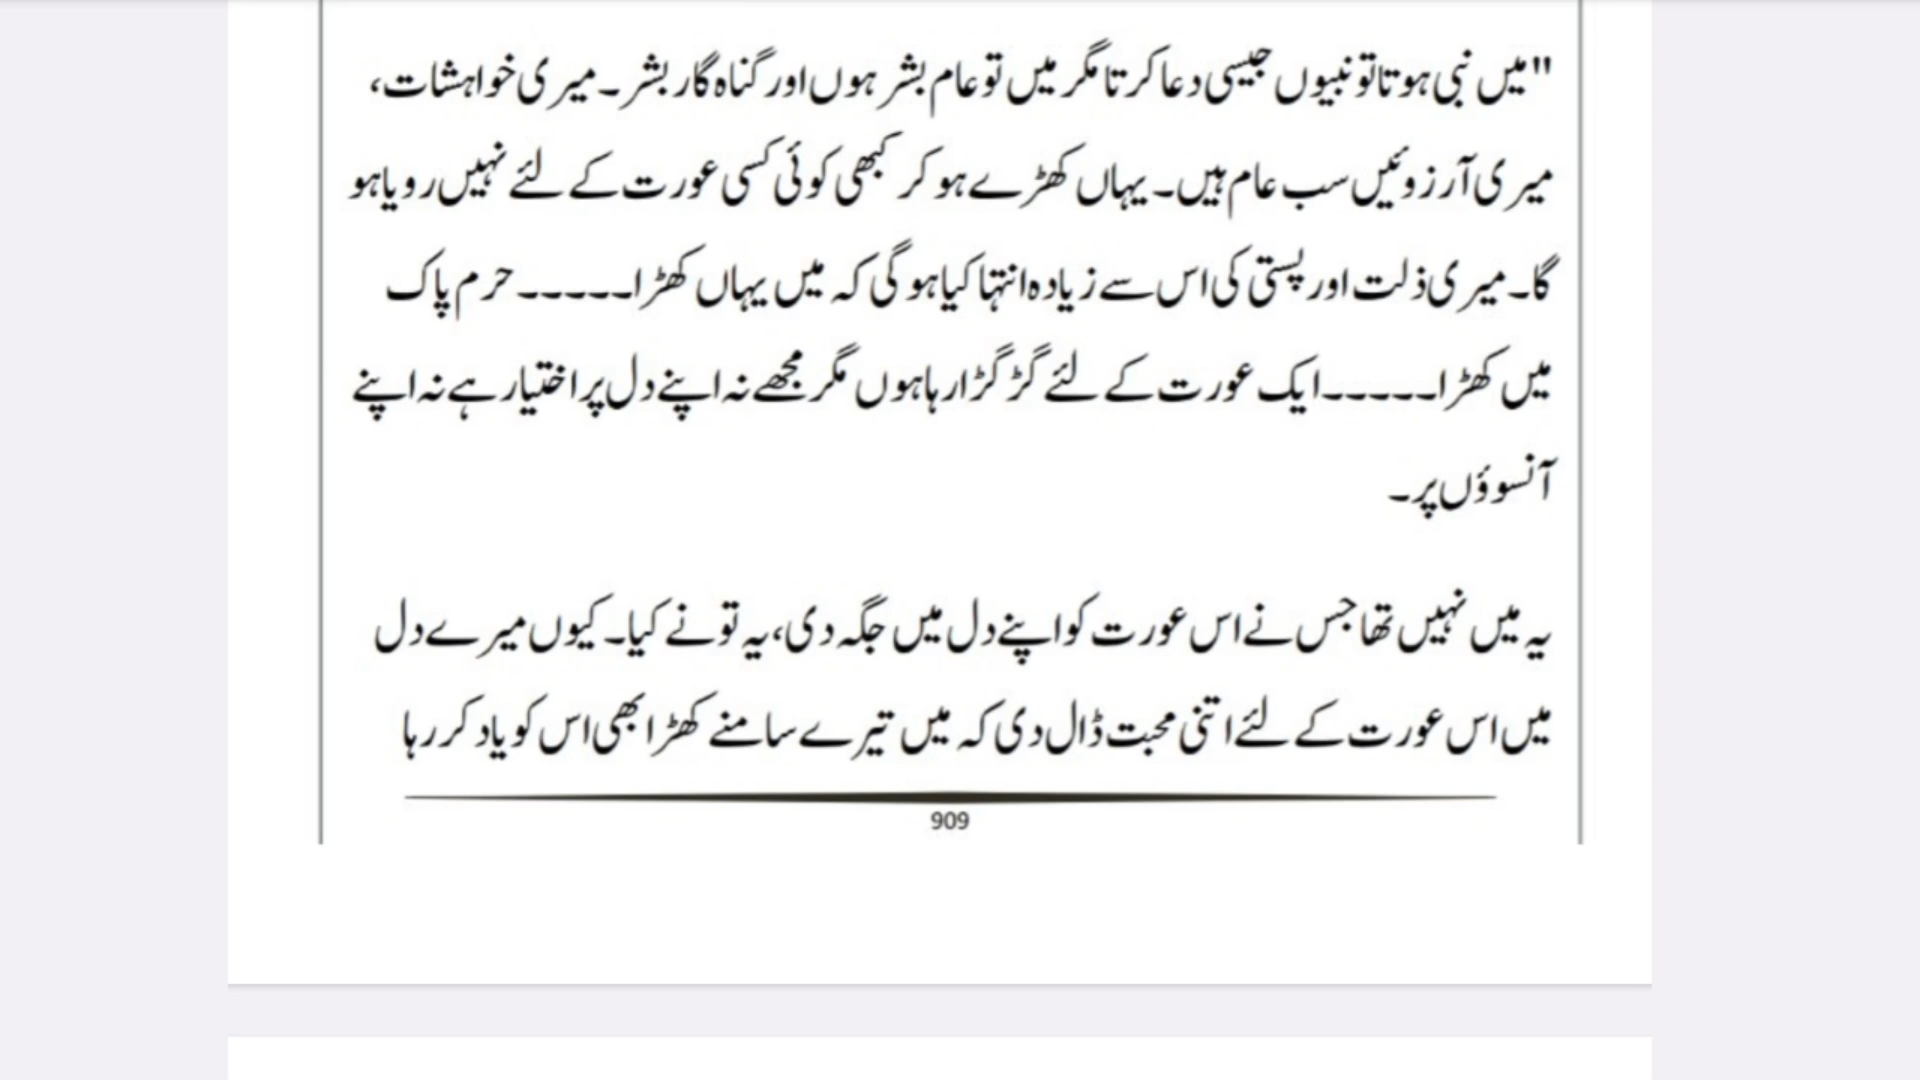 "میں نبی ہوتا تو نبیوں جیسی دعا کرتا مگر میں تو عام بشر ہوں اور گناہ گار بشر۔ میری خواہشات،
میری آرزوئیں سب عام ہیں۔ یہاں کھڑے ہو کر کبھی کوئی کسی عورت کے لئے نہیں رویا ہو
گا۔ میری ذلت اور پستی کی اس سے زیادہ انتہا کیا ہو گی کہ میں یہاں کھڑا۔۔۔۔۔ حرم پاک
میں کھڑا۔۔۔۔۔ ایک عورت کے لئے گڑگڑا رہا ہوں مگر مجھے نہ اپنے دل پر اختیار ہے نہ اپنے
آنسوؤں پر۔
یہ میں نہیں تھا جس نے اس عورت کو اپنے دل میں جگہ دی، یہ تو نے کیا۔ کیوں میرے دل
میں اس عورت کے لئے اتنی محبت ڈال دی کہ میں تیرے سامنے کھڑا بھی اس کو یاد کر رہا
909